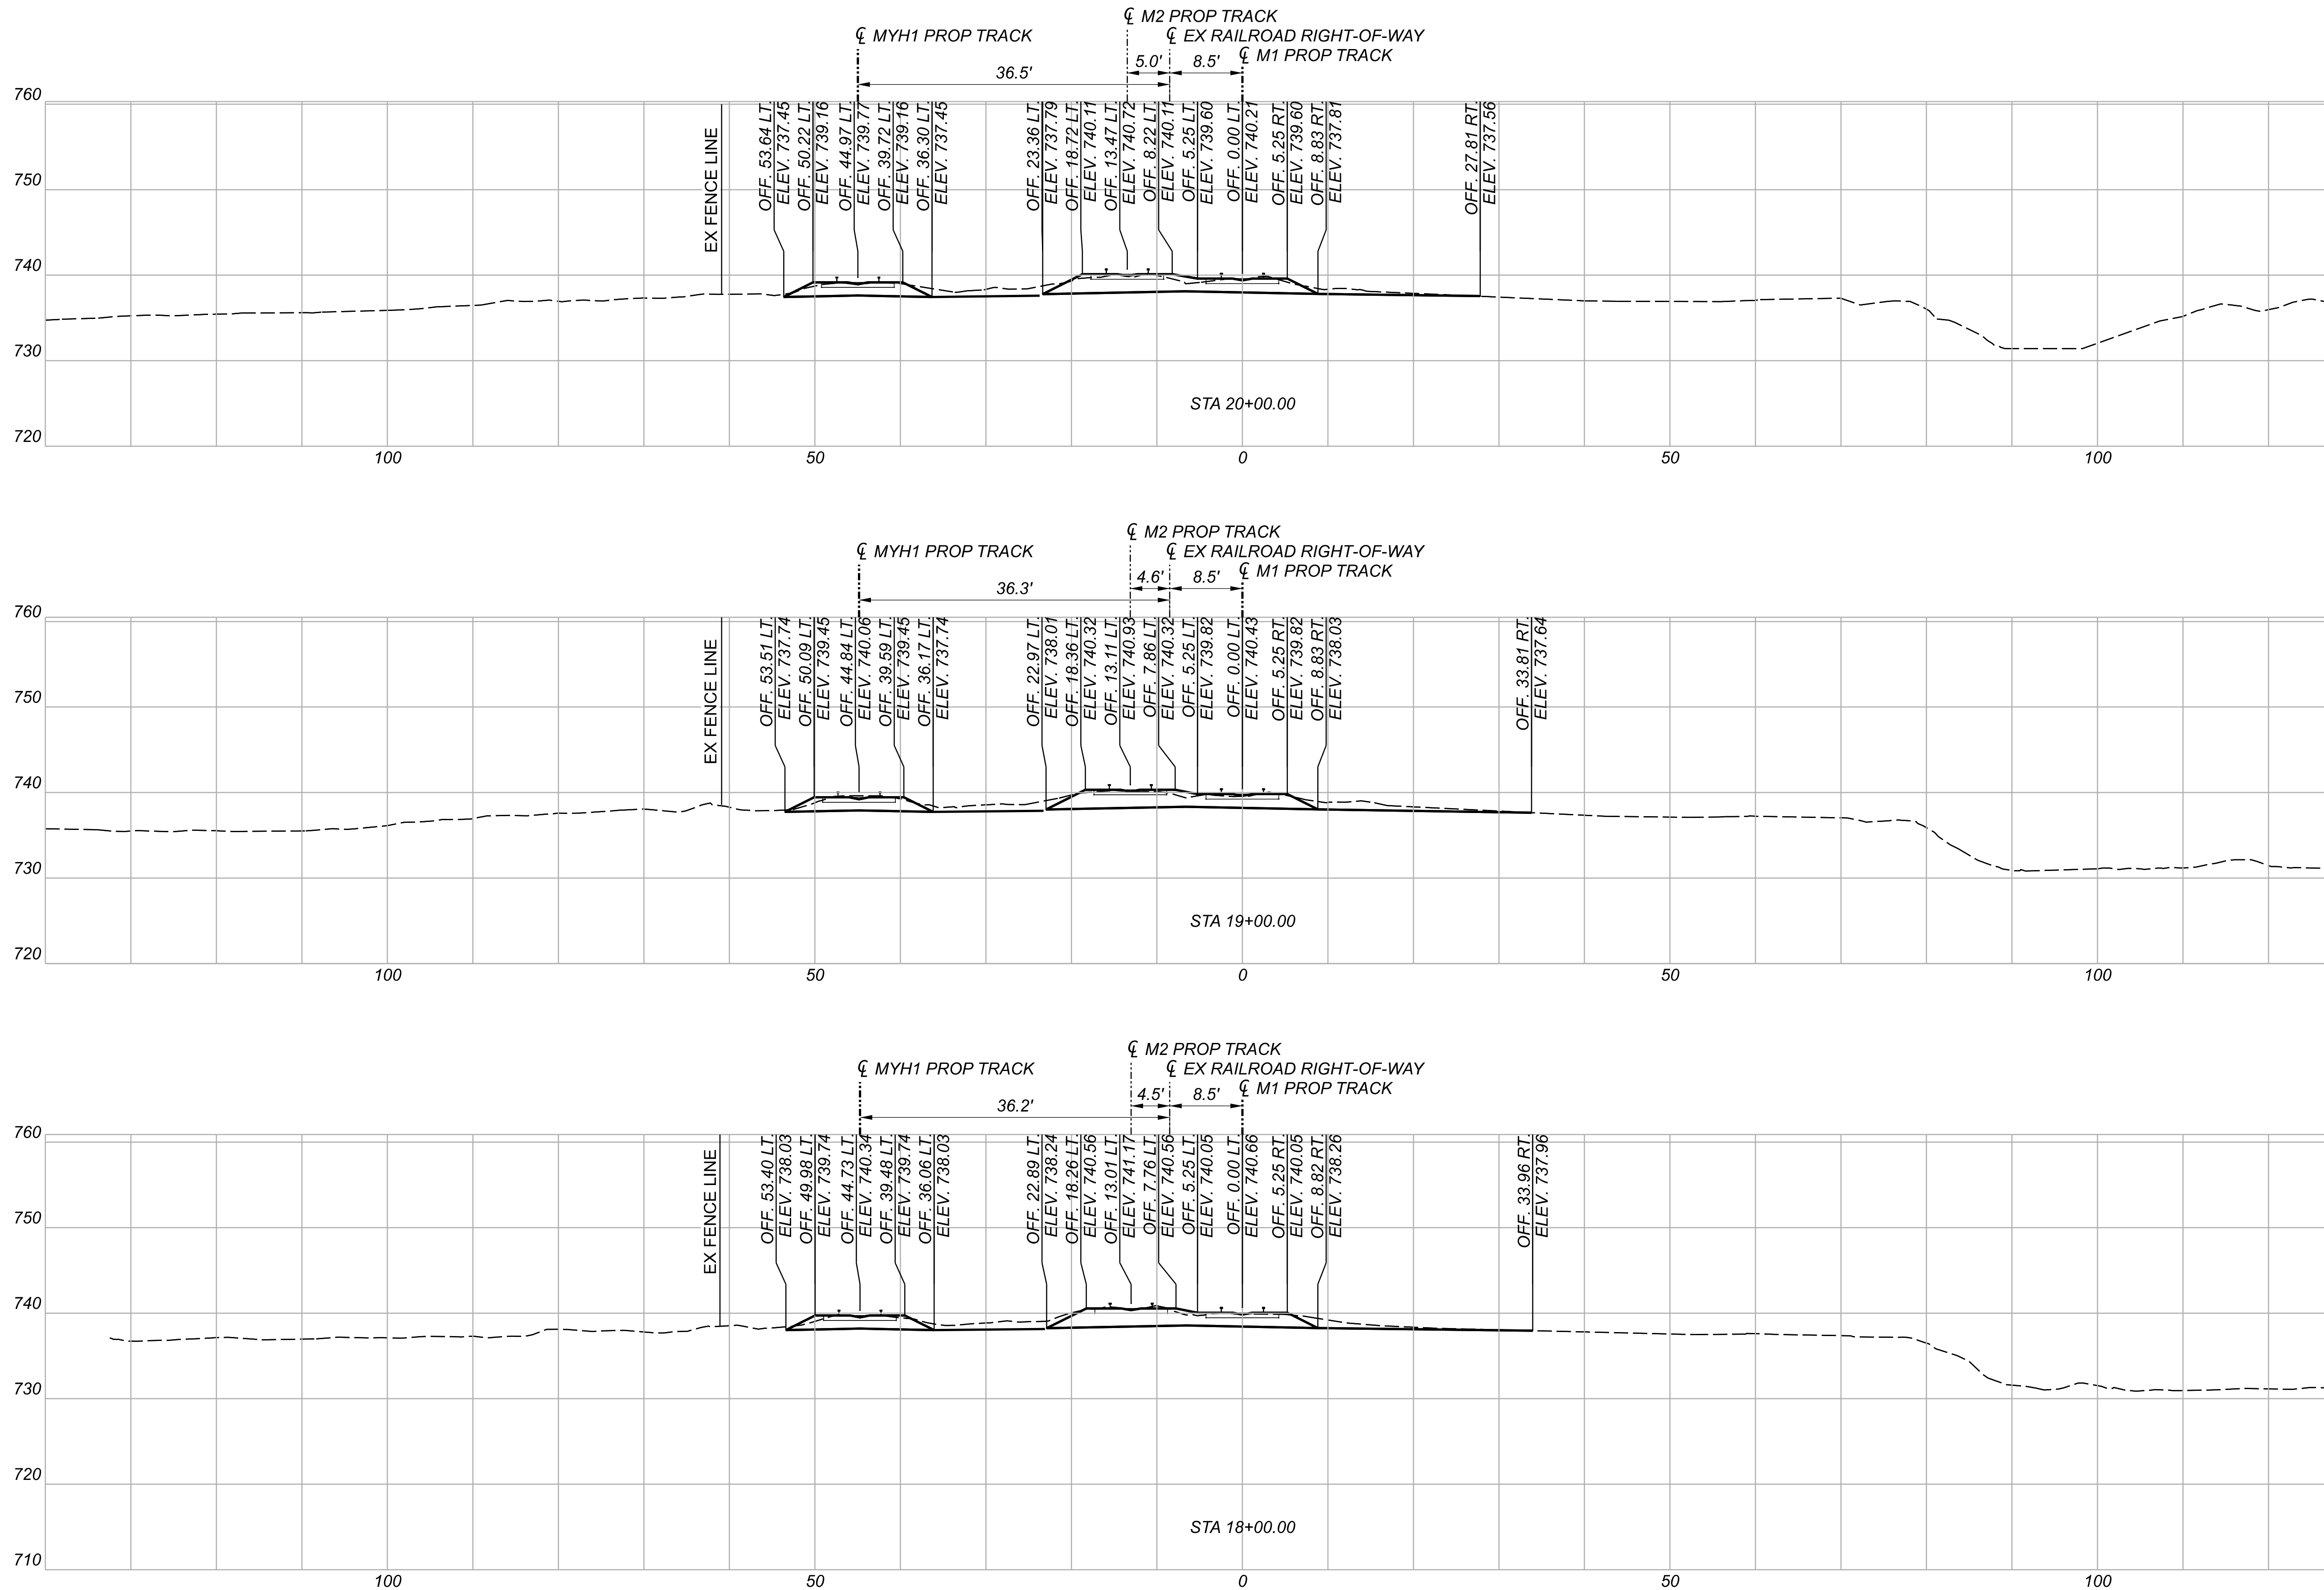 ℄ M2 PROP TRACK
℄ MYH1 PROP TRACK
℄ EX RAILROAD RIGHT-OF-WAY
℄ M1 PROP TRACK
36.5'
5.0'
8.5'
EX FENCE LINE
OFF. 53.64 LT.
ELEV. 737.45
OFF. 50.22 LT.
ELEV. 739.16
OFF. 44.97 LT.
ELEV. 739.77
OFF. 39.72 LT.
ELEV. 739.16
OFF. 36.30 LT.
ELEV. 737.45
OFF. 23.36 LT.
ELEV. 737.79
OFF. 18.72 LT.
ELEV. 740.11
OFF. 13.47 LT.
ELEV. 740.72
OFF. 8.22 LT.
ELEV. 740.11
OFF. 5.25 LT.
ELEV. 739.60
OFF. 0.00 LT.
ELEV. 740.21
OFF. 5.25 RT.
ELEV. 739.60
OFF. 8.83 RT.
ELEV. 737.81
OFF. 27.81 RT.
ELEV. 737.56
760
750
740
730
720
STA 20+00.00
100
50
0
50
100
℄ M2 PROP TRACK
℄ MYH1 PROP TRACK
℄ EX RAILROAD RIGHT-OF-WAY
℄ M1 PROP TRACK
36.3'
4.6'
8.5'
EX FENCE LINE
OFF. 53.51 LT.
ELEV. 737.74
OFF. 50.09 LT.
ELEV. 739.45
OFF. 44.84 LT.
ELEV. 740.06
OFF. 39.59 LT.
ELEV. 739.45
OFF. 36.17 LT.
ELEV. 737.74
OFF. 22.97 LT.
ELEV. 738.01
OFF. 18.36 LT.
ELEV. 740.32
OFF. 13.11 LT.
ELEV. 740.93
OFF. 7.86 LT.
ELEV. 740.32
OFF. 5.25 LT.
ELEV. 739.82
OFF. 0.00 LT.
ELEV. 740.43
OFF. 5.25 RT.
ELEV. 739.82
OFF. 8.83 RT.
ELEV. 738.03
OFF. 33.81 RT.
ELEV. 737.64
760
750
740
730
720
STA 19+00.00
100
50
0
50
100
℄ M2 PROP TRACK
℄ MYH1 PROP TRACK
℄ EX RAILROAD RIGHT-OF-WAY
℄ M1 PROP TRACK
36.2'
4.5'
8.5'
EX FENCE LINE
OFF. 53.40 LT.
ELEV. 738.03
OFF. 49.98 LT.
ELEV. 739.74
OFF. 44.73 LT.
ELEV. 740.34
OFF. 39.48 LT.
ELEV. 739.74
OFF. 36.06 LT.
ELEV. 738.03
OFF. 22.89 LT.
ELEV. 738.24
OFF. 18.26 LT.
ELEV. 740.56
OFF. 13.01 LT.
ELEV. 741.17
OFF. 7.76 LT.
ELEV. 740.56
OFF. 5.25 LT.
ELEV. 740.05
OFF. 0.00 LT.
ELEV. 740.66
OFF. 5.25 RT.
ELEV. 740.05
OFF. 8.82 RT.
ELEV. 738.26
OFF. 33.96 RT.
ELEV. 737.96
760
750
740
730
720
710
STA 18+00.00
100
50
0
50
100